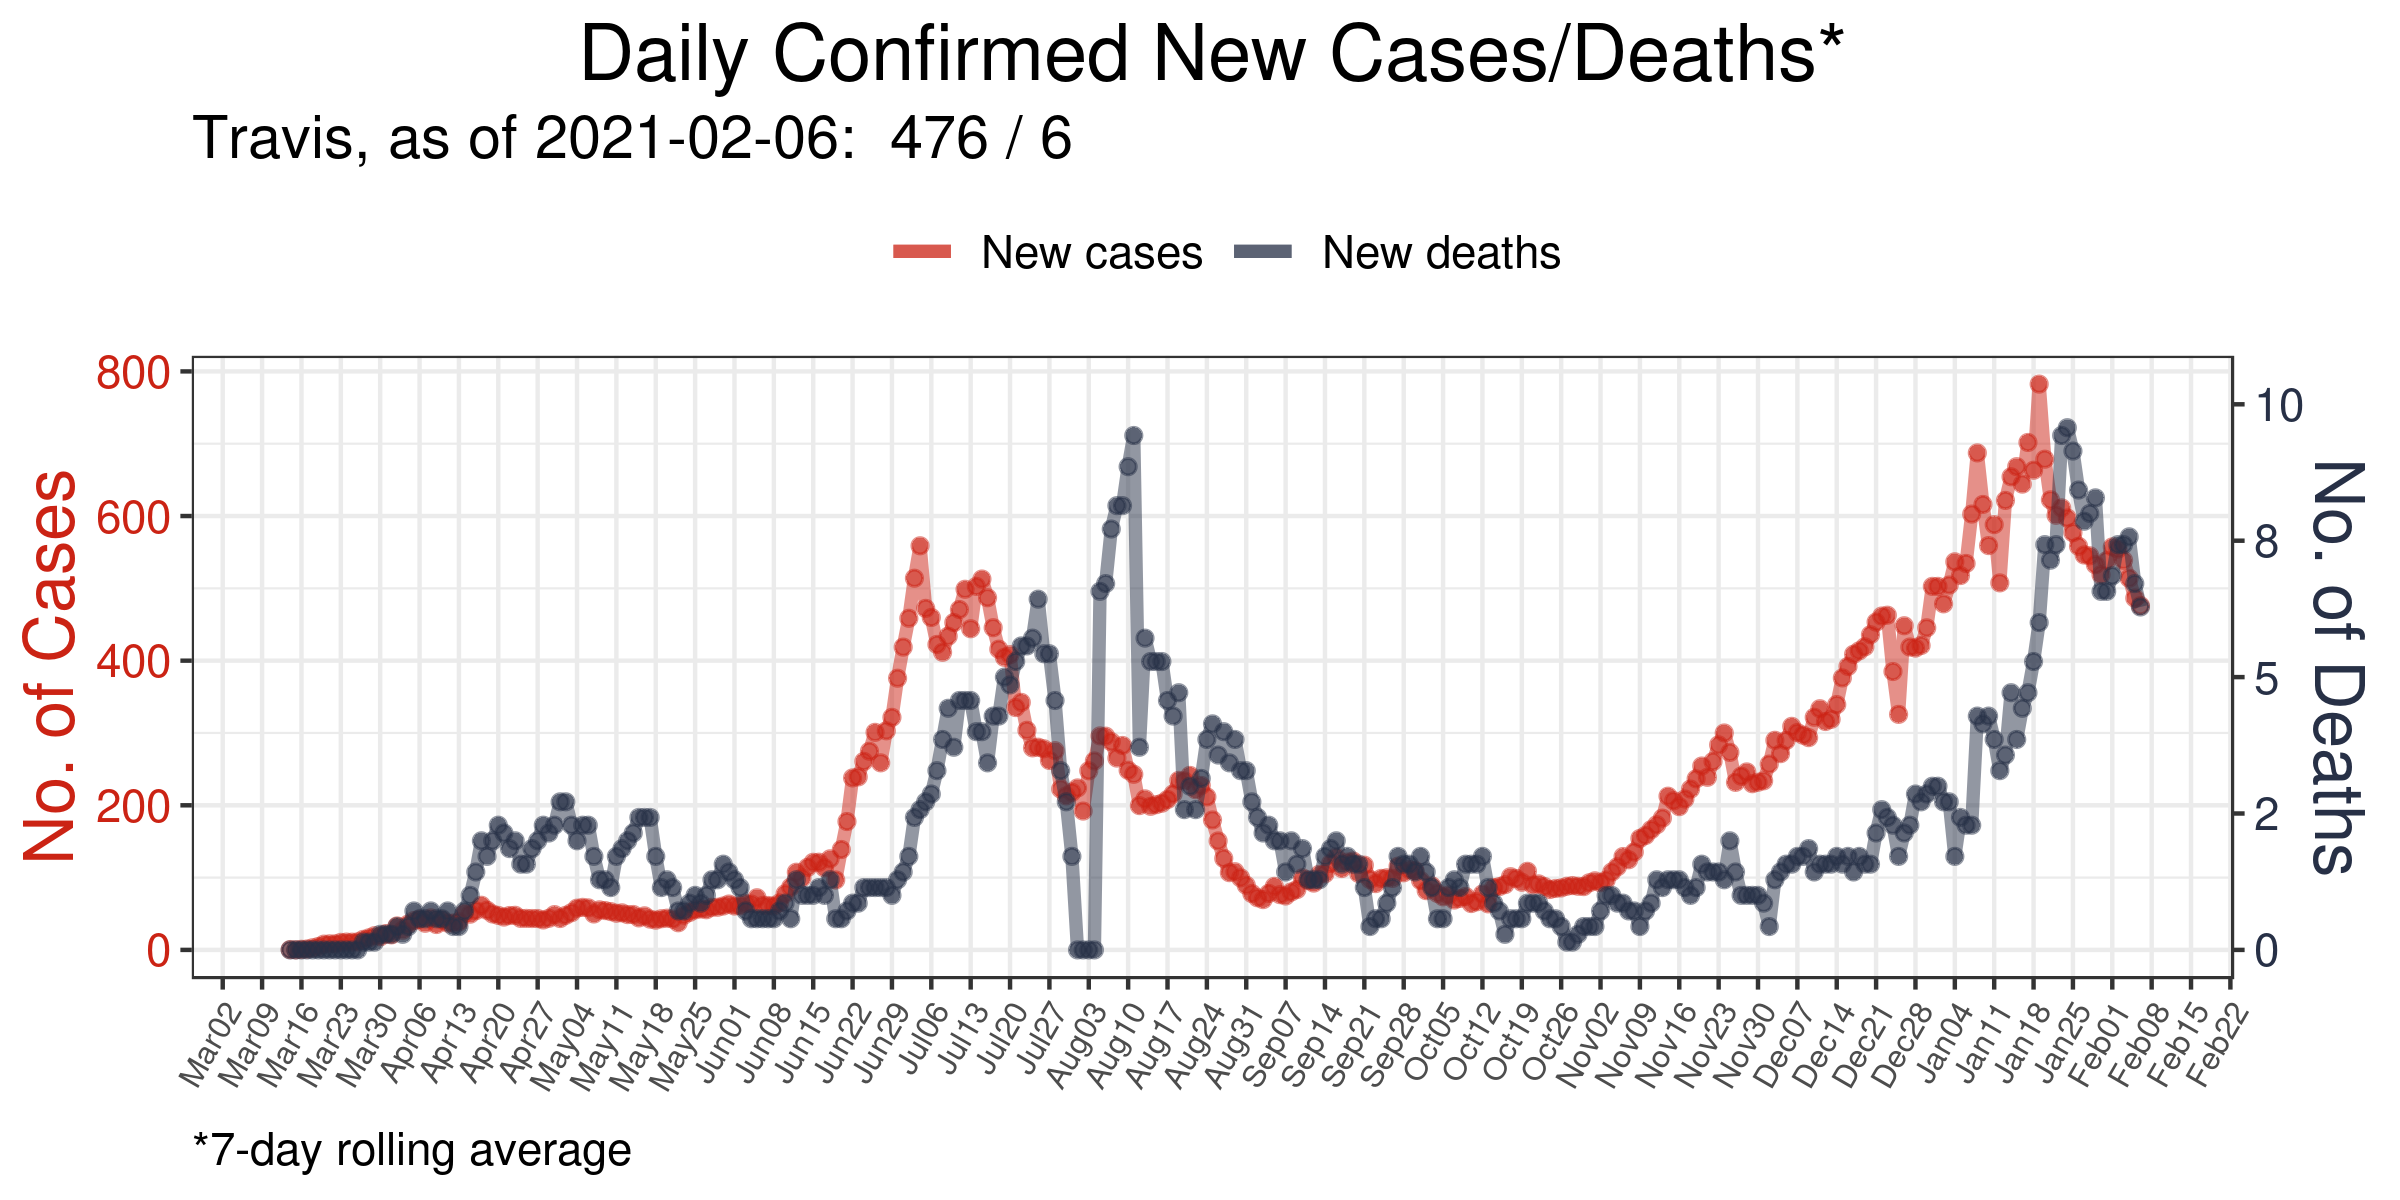 Daily Confirmed New Cases/Deaths*
Travis, as of 2021-02-06:  476 / 6
New cases
New deaths
No. of Cases
800
600
400
200
0
10
8
5
2
0
No. of Deaths
Mar02
Mar09
Mar16
Mar23
Mar30
Apr06
Apr13
Apr20
Apr27
May04
May11
May18
May25
Jun01
Jun08
Jun15
Jun22
Jun29
Jul06
Jul13
Jul20
Jul27
Aug03
Aug10
Aug17
Aug24
Aug31
Sep07
Sep14
Sep21
Sep28
Oct05
Oct12
Oct19
Oct26
Nov02
Nov09
Nov16
Nov23
Nov30
Dec07
Dec14
Dec21
Dec28
Jan04
Jan11
Jan18
Jan25
Feb01
Feb08
Feb15
Feb22
*7-day rolling average